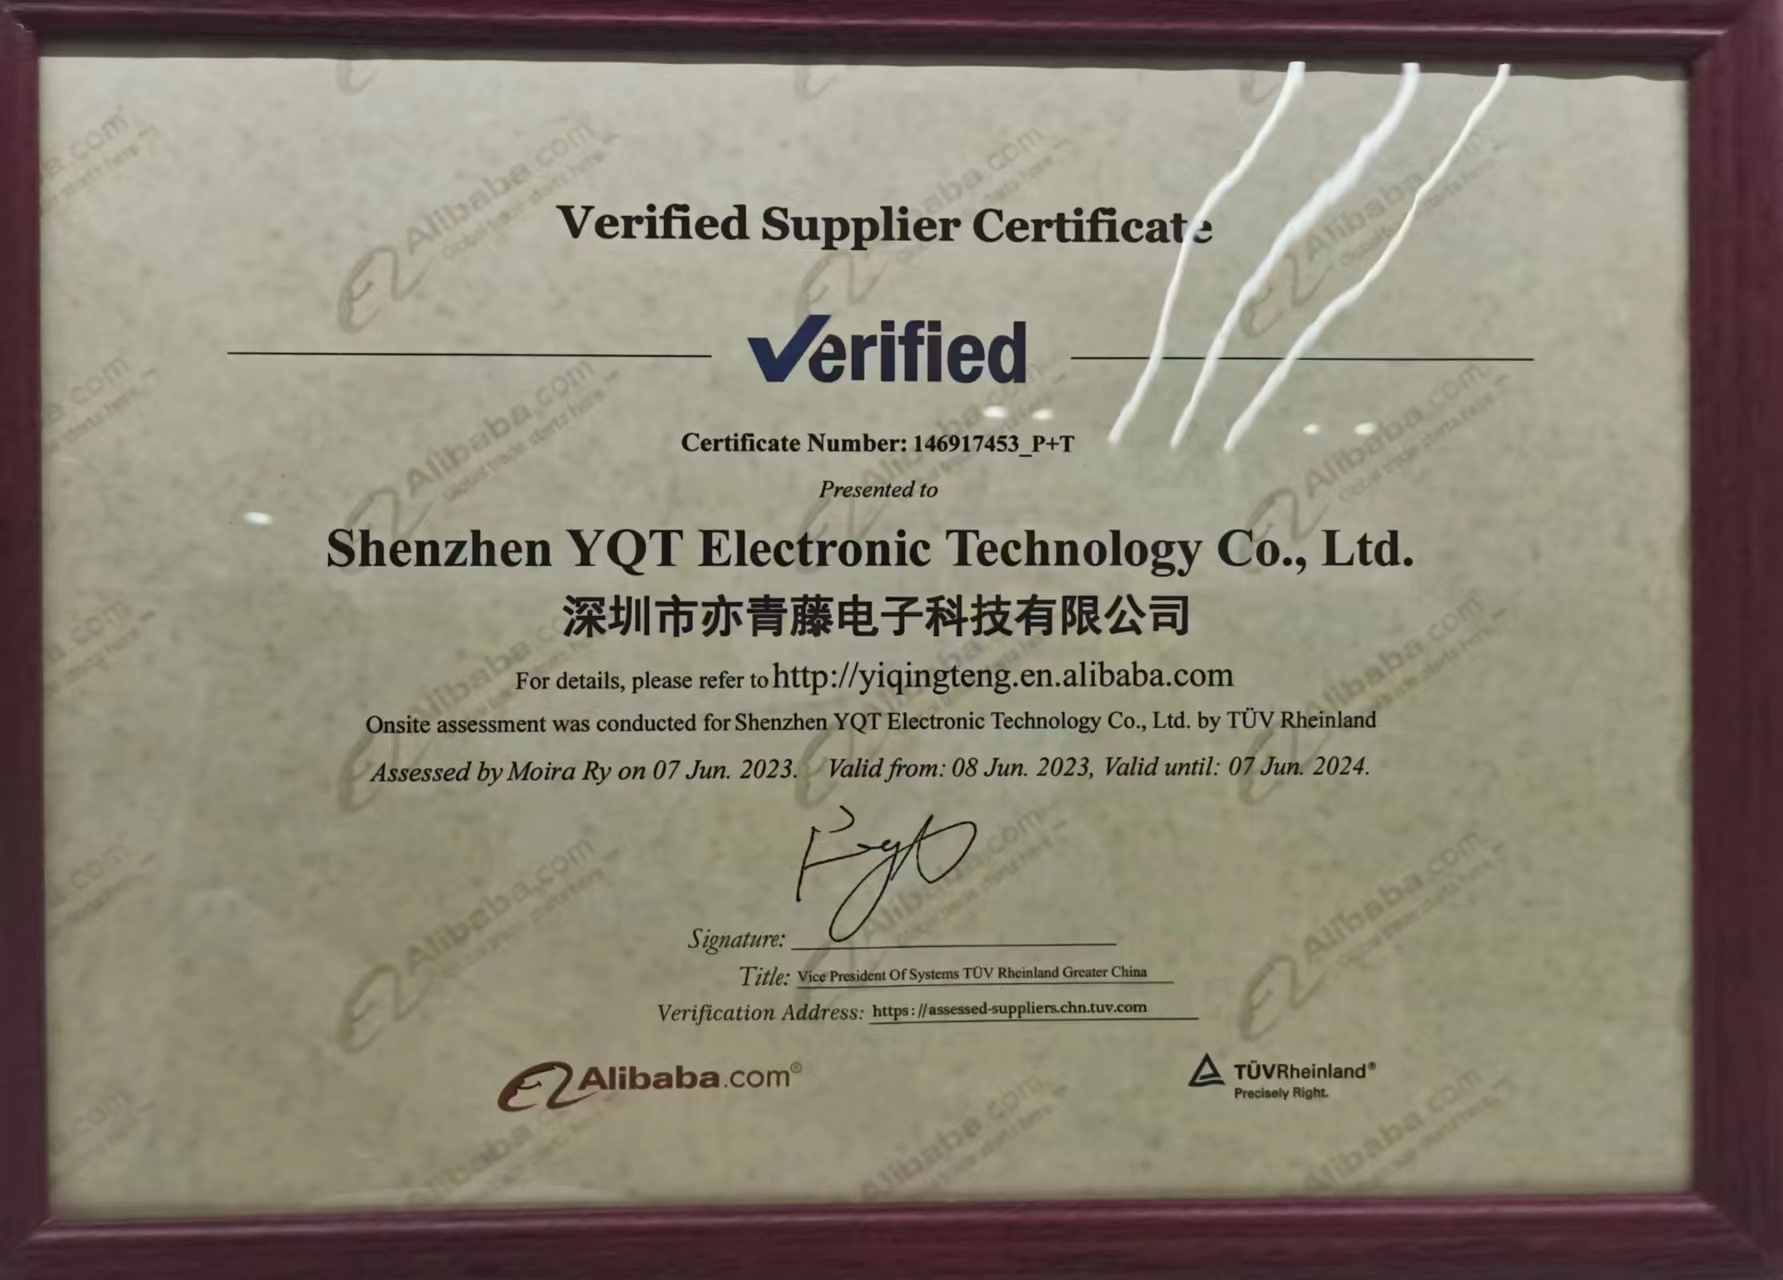 Verified Supplier Certificate
Verified
Certificate Number: 146917453_P+T
Presented to
Shenzhen YQT Electronic Technology Co., Ltd.
深圳市亦青藤电子科技有限公司
For details, please refer to http://yiqingteng.en.alibaba.com
Onsite assessment was conducted for Shenzhen YQT Electronic Technology Co., Ltd. by TÜV Rheinland
Assessed by Moira Ry on 07 Jun. 2023. Valid from: 08 Jun. 2023, Valid until: 07 Jun. 2024.
Signature:
Title: Vice President Of Systems TÜV Rheinland Greater China
Verification Address: https://assessed-suppliers.chn.tuv.com
Alibaba.com®
TÜVRheinland®
Precisely Right.